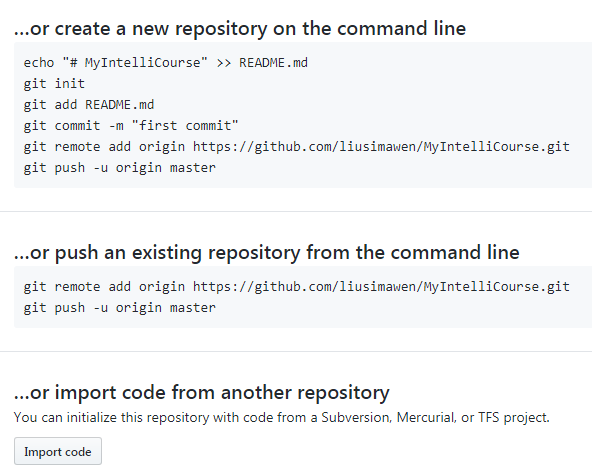 ...or create a new repository on the command line
echo "# MyIntelliCourse" >> README.md
git init
git add README.md
git commit -m "first commit"
git remote add origin https://github.com/liusimawen/MyIntelliCourse.git
git push -u origin master
...or push an existing repository from the command line
git remote add origin https://github.com/liusimawen/MyIntelliCourse.git
git push -u origin master
...or import code from another repository
You can initialize this repository with code from a Subversion, Mercurial, or TFS project.
Import code